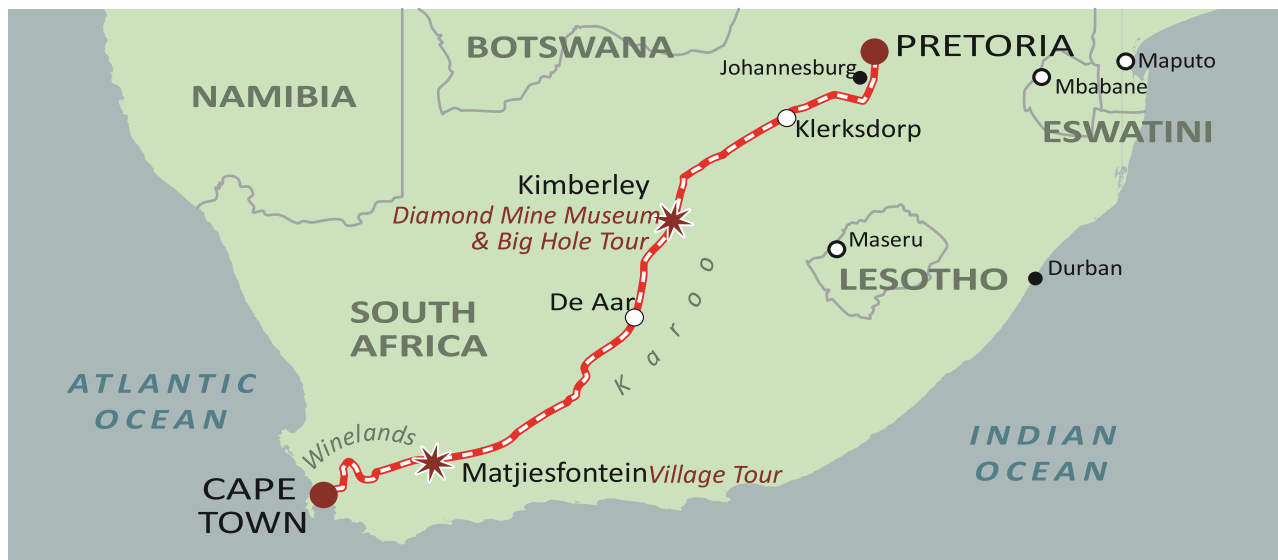 BOTSWANA
PRETORIA
Johannesburg
Maputo
Mbabane
NAMIBIA
Klerksdorp
ESWATINI
Kimberley
Diamond Mine Museum
& Big Hole Tour
Maseru
LESOTHO
Durban
De Aar
SOUTH
AFRICA
Karoo
ATLANTIC
OCEAN
INDIAN
OCEAN
Winelands
Matjiesfontein Village Tour
CAPE
TOWN